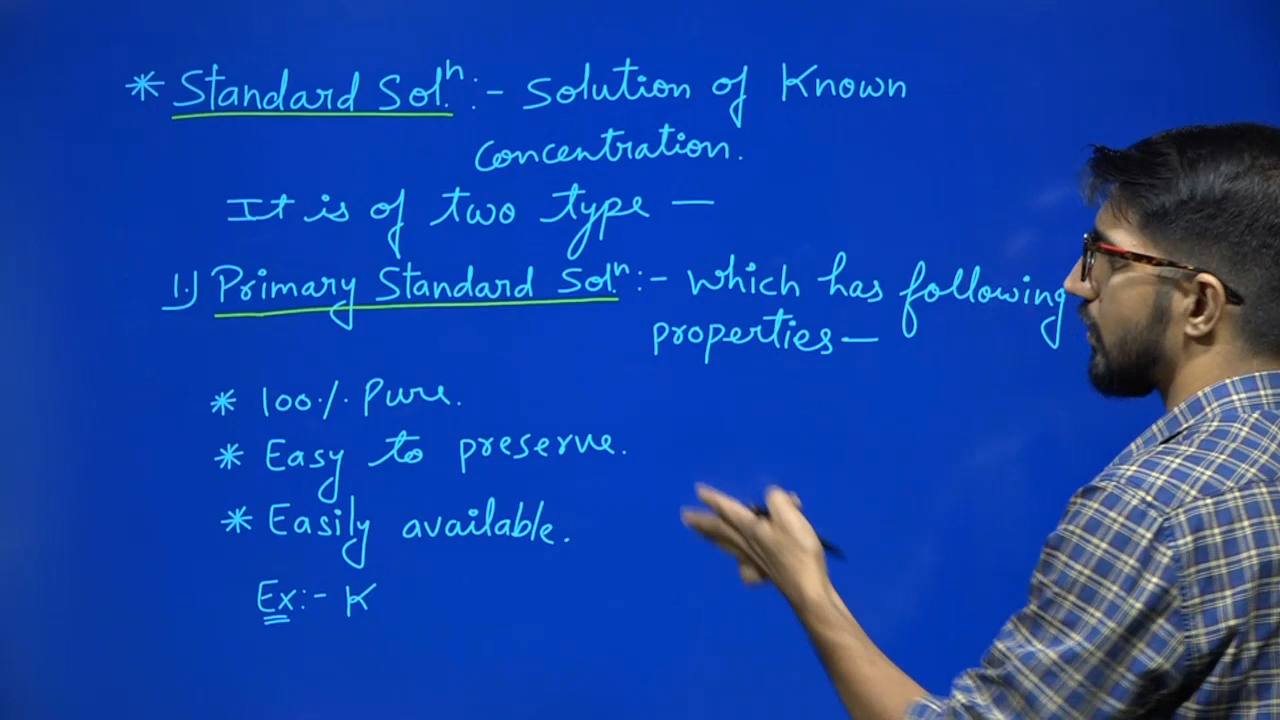 * Standard Solⁿ:- Solution of Known
concentration.
It is of two type —
1.) Primary Standard Solⁿ:- which has following
properties—
* 100% Pure.
* Easy to preserve.
* Easily available.
Ex:- K